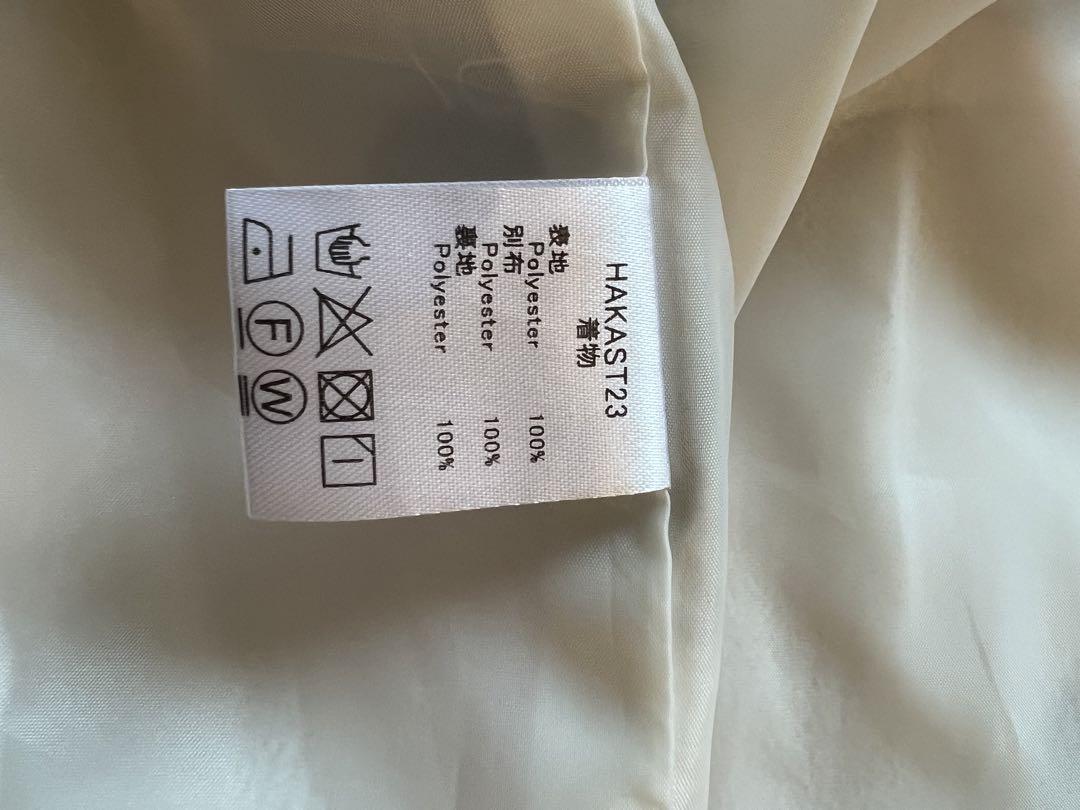 HAKAST23
着物
表地
Polyester 100%
別布
Polyester 100%
裏地
Polyester 100%
F
W